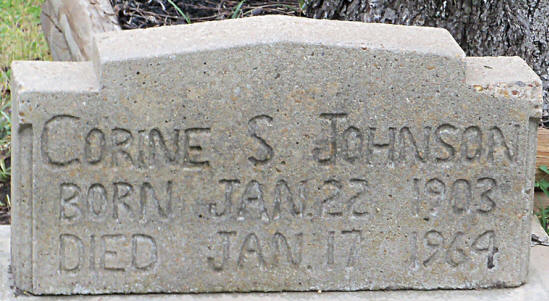 CORINE S JOHNSON
BORN JAN. 22 1903
DIED JAN. 17 1964